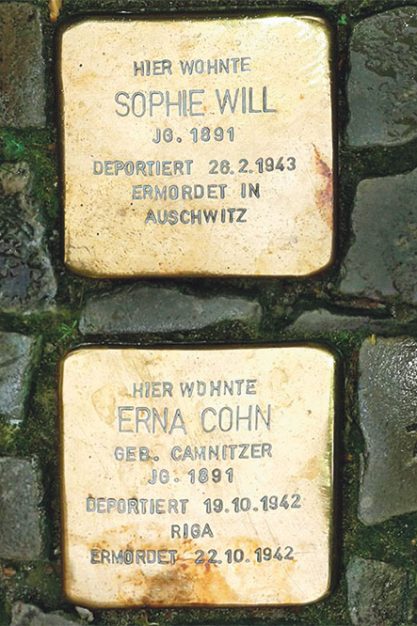 HIER WOHNTE
SOPHIE WILL
JG. 1891
DEPORTIERT 26.2.1943
ERMORDET IN
AUSCHWITZ
HIER WOHNTE
ERNA COHN
GEB. CAMNITZER
JG. 1891
DEPORTIERT 19.10.1942
RIGA
ERMORDET 22.10.1942